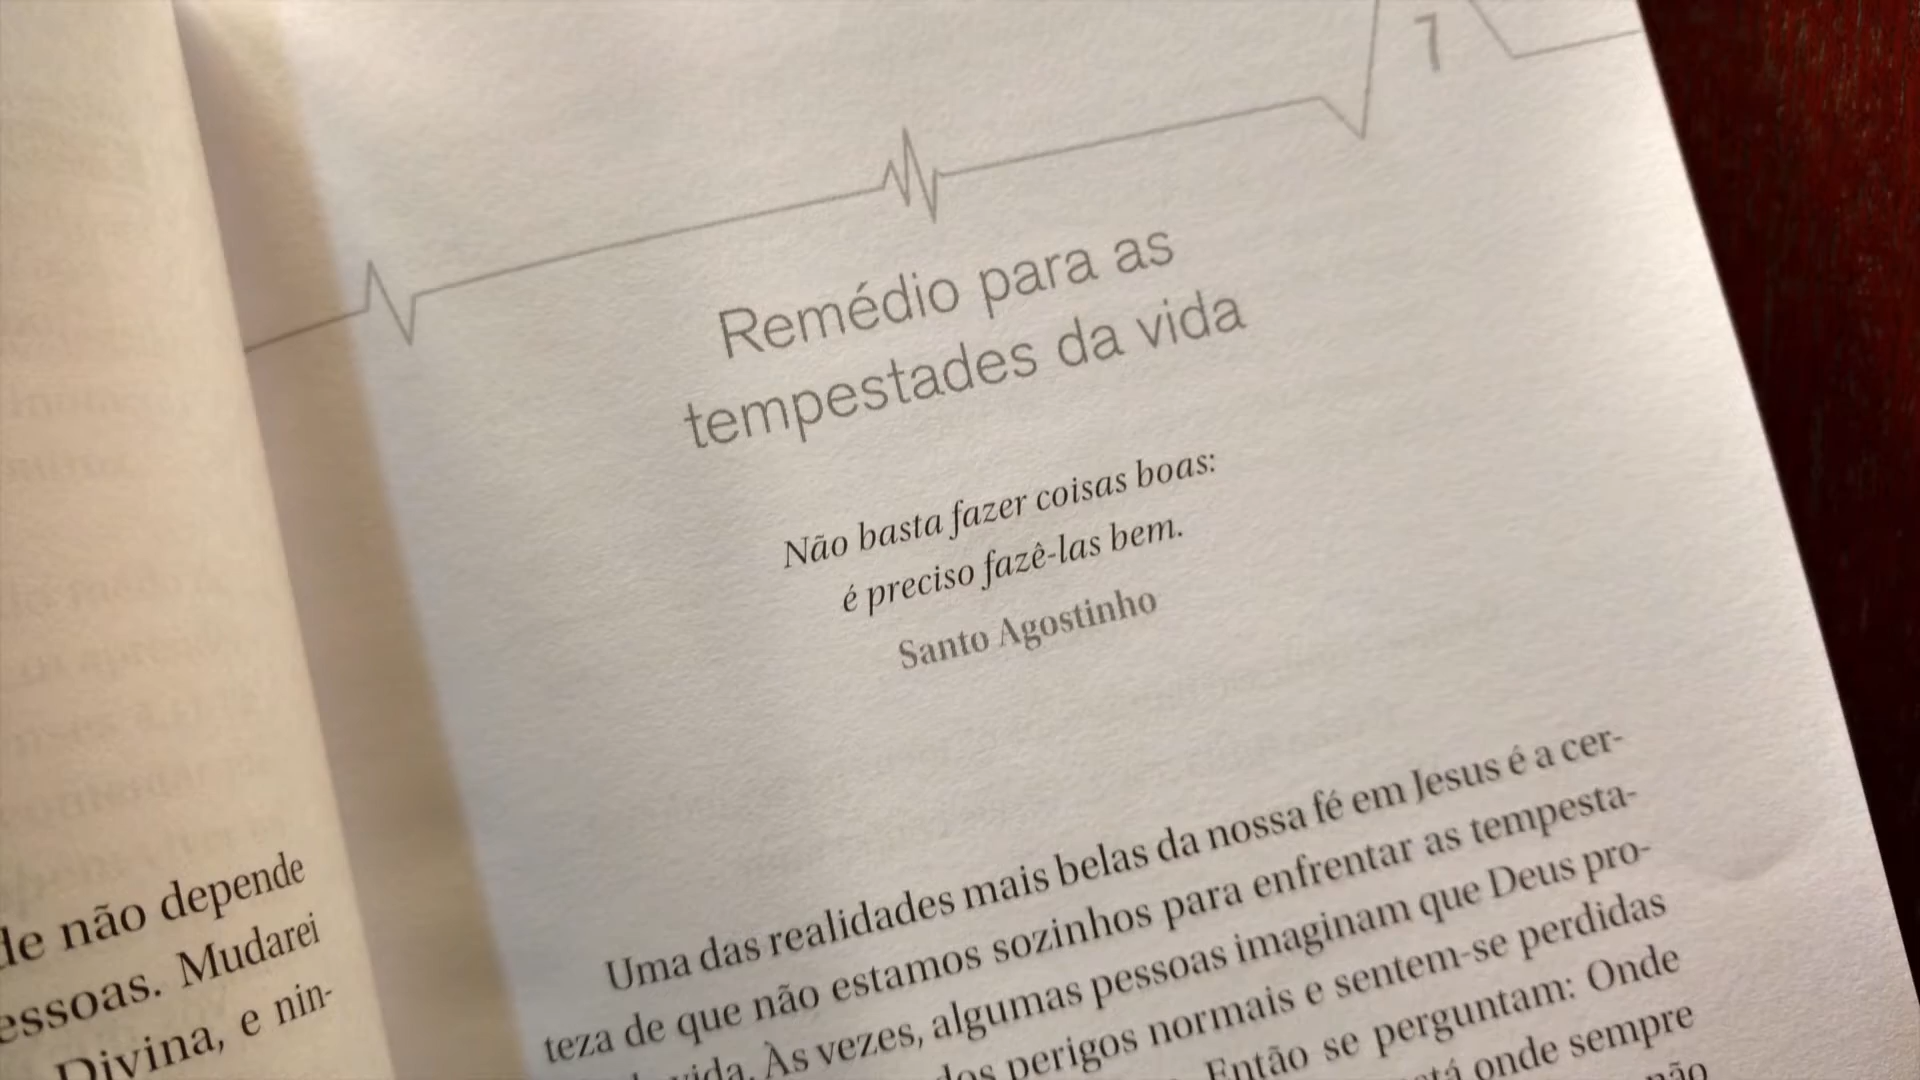 de não depende
essoas. Mudarei
Divina, e nin-
7
Remédio para as
tempestades da vida
Não basta fazer coisas boas:
é preciso fazê-las bem.
Santo Agostinho
Uma das realidades mais belas da nossa fé em Jesus é a cer-
teza de que não estamos sozinhos para enfrentar as tempesta-
vida. Às vezes, algumas pessoas imaginam que Deus pro-
dos perigos normais e sentem-se perdidas
Então se perguntam: Onde
está onde sempre
não